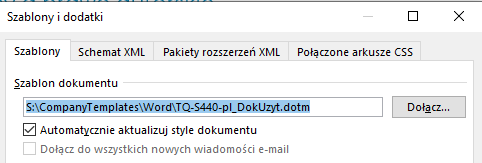 Szablony i dodatki
Szablony
Schemat XML
Pakiety rozszerzeń XML
Połączone arkusze CSS
Szablon dokumentu
S:\CompanyTemplates\Word\TQ-S440-pl_DokUzyt.dotm
Dołącz...
Automatycznie aktualizuj style dokumentu
Dołącz do wszystkich nowych wiadomości e-mail